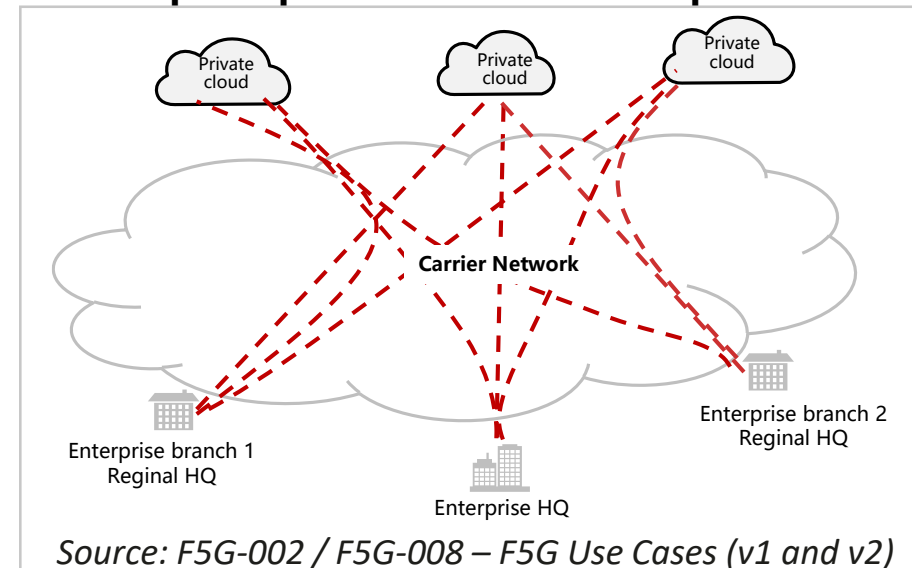 Private
cloud
Private
cloud
Private
cloud
Carrier Network
Enterprise branch 1
Reginal HQ
Enterprise HQ
Enterprise branch 2
Reginal HQ
Source: F5G-002 / F5G-008 – F5G Use Cases (v1 and v2)